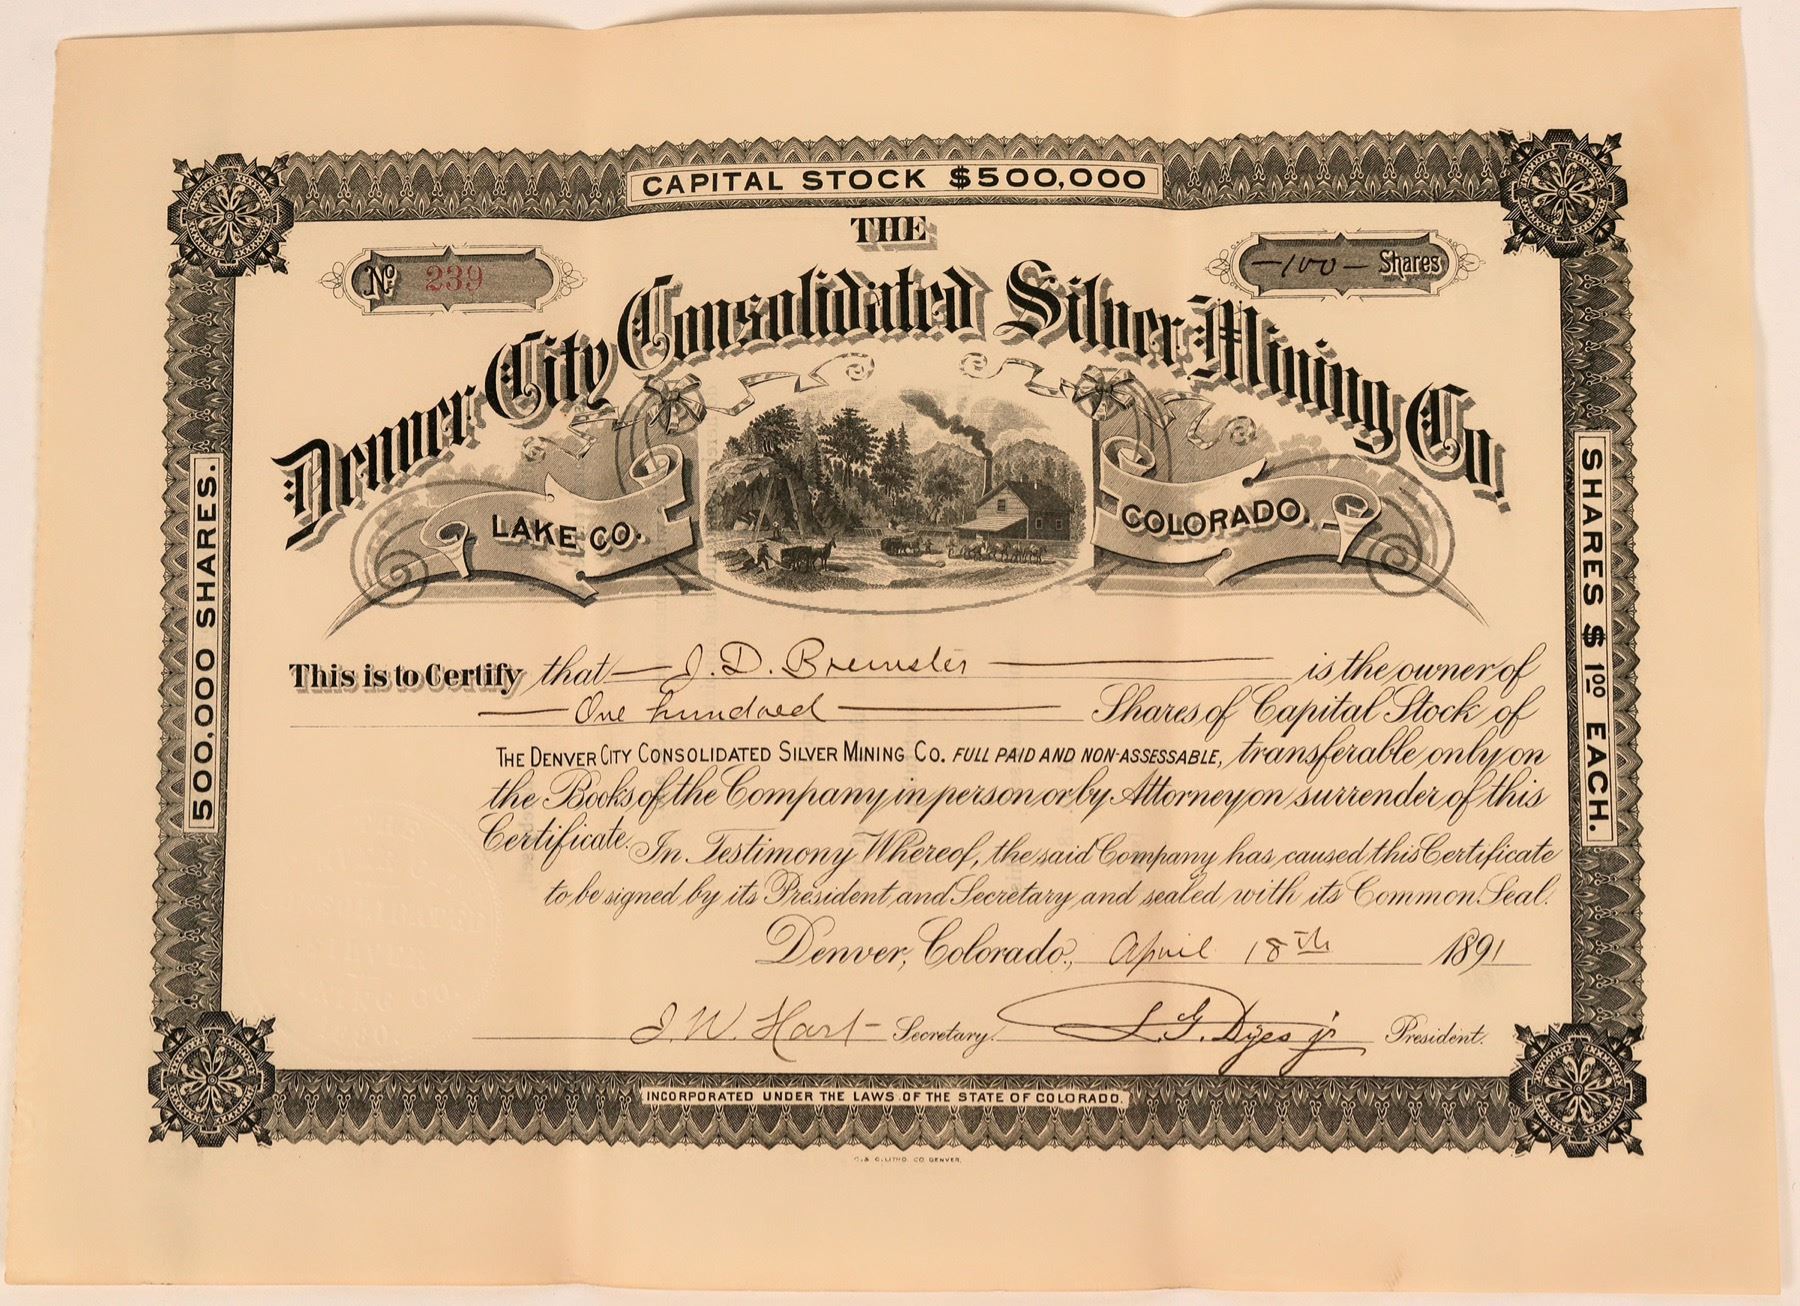 CAPITAL STOCK $500,000
THE
No 239
-100- Shares
Denver City Consolidated Silver Mining Co.
LAKE CO.
COLORADO.
500,000 SHARES.
SHARES $1.00 EACH.
This is to Certify that J. D. Brewster is the owner of
One hundred Shares of Capital Stock of
THE DENVER CITY CONSOLIDATED SILVER MINING CO. FULL PAID AND NON-ASSESSABLE, transferable only on
the Books of the Company in person or by Attorney on surrender of this
Certificate. In Testimony Whereof, the said Company has caused this Certificate
to be signed by its President and Secretary and sealed with its Common Seal.
Denver, Colorado, April 18th 1891
J. W. Hart Secretary. President.
INCORPORATED UNDER THE LAWS OF THE STATE OF COLORADO.
LITHO. CO. DENVER.